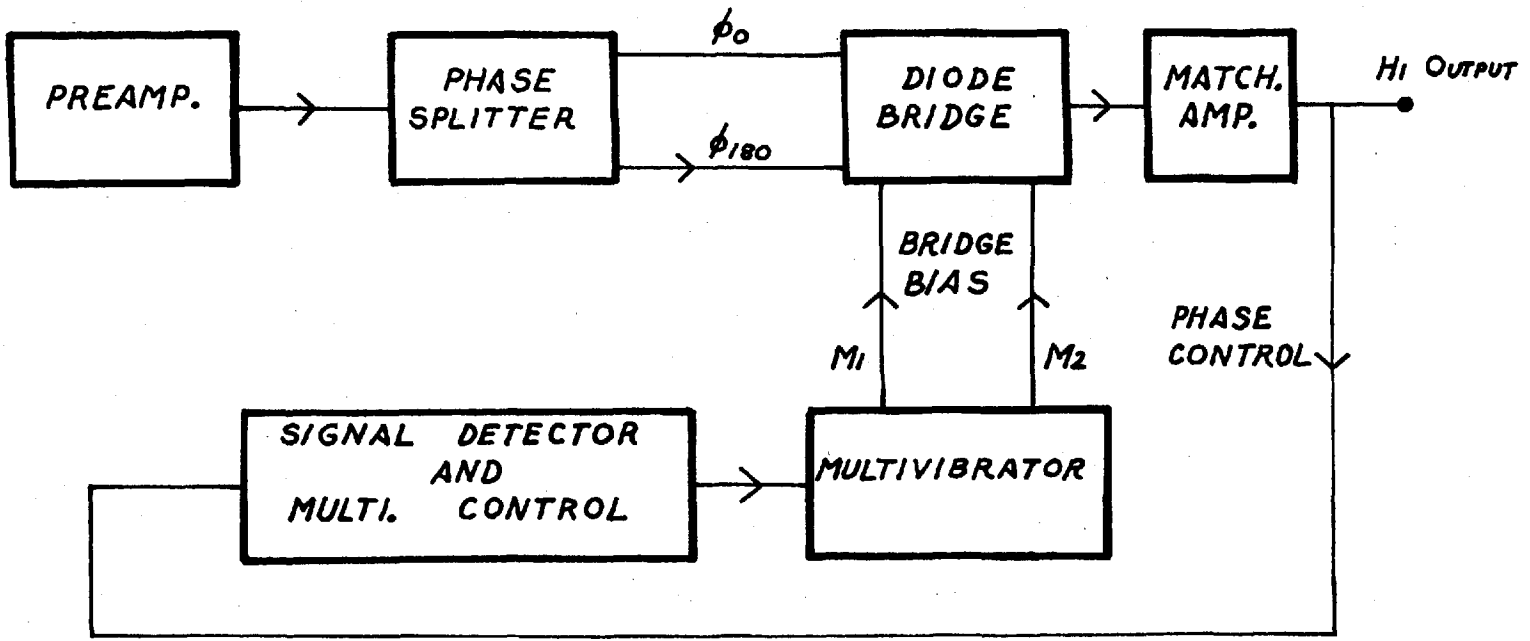 PREAMP.
PHASE
SPLITTER
ϕ0
ϕ180
DIODE
BRIDGE
MATCH.
AMP.
HI OUTPUT
BRIDGE
BIAS
M1
M2
PHASE
CONTROL
SIGNAL DETECTOR
AND
MULTI. CONTROL
MULTIVIBRATOR